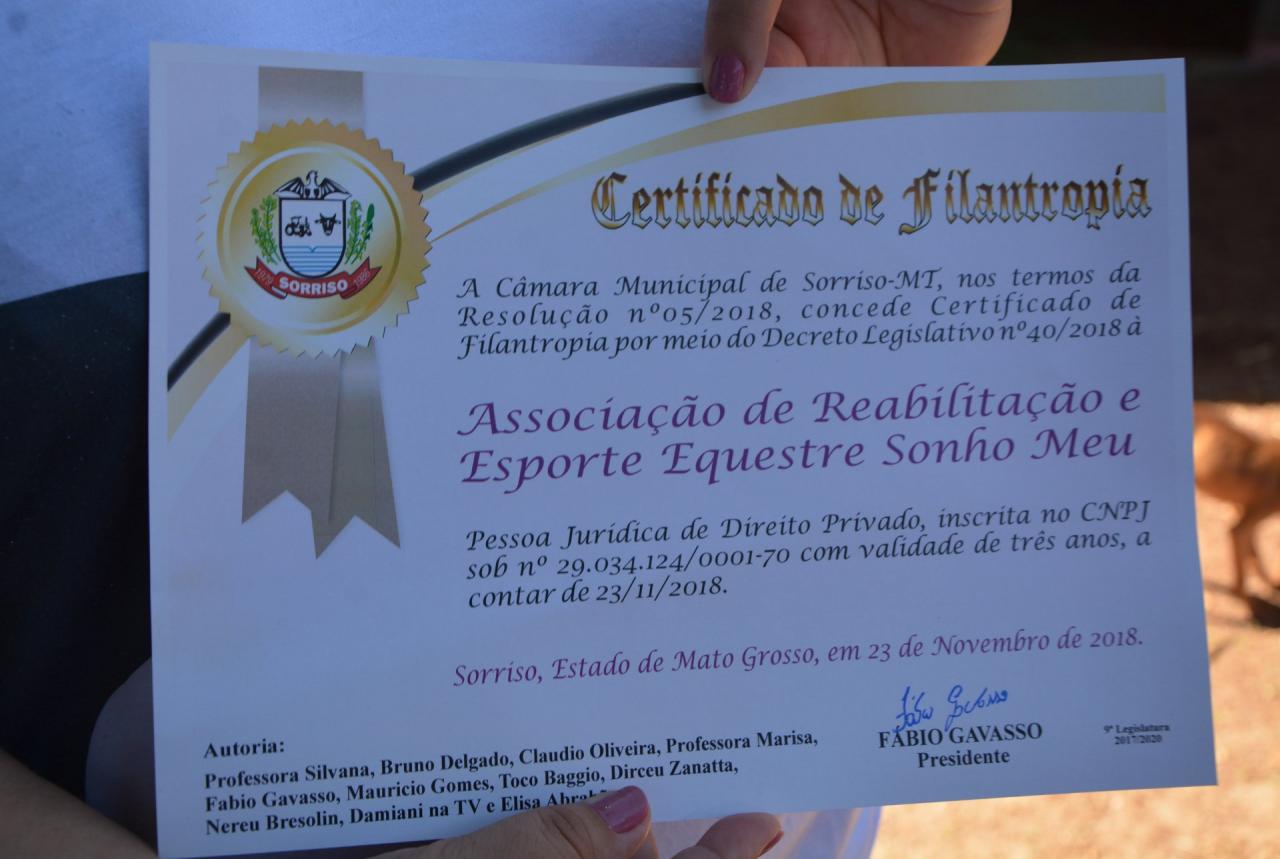 1979 SORRISO 1986
Certificado de Filantropia
A Câmara Municipal de Sorriso-MT, nos termos da
Resolução nº05/2018, concede Certificado de
Filantropia por meio do Decreto Legislativo nº40/2018 à
Associação de Reabilitação e
Esporte Equestre Sonho Meu
Pessoa Jurídica de Direito Privado, inscrita no CNPJ
sob nº 29.034.124/0001-70 com validade de três anos, a
contar de 23/11/2018.
Sorriso, Estado de Mato Grosso, em 23 de Novembro de 2018.
Fábio Gavasso
FÁBIO GAVASSO
Presidente
9ª Legislatura
2017/2020
Autoria:
Professora Silvana, Bruno Delgado, Claudio Oliveira, Professora Marisa,
Fabio Gavasso, Mauricio Gomes, Toco Baggio, Dirceu Zanatta,
Nereu Bresolin, Damiani na TV e Elisa